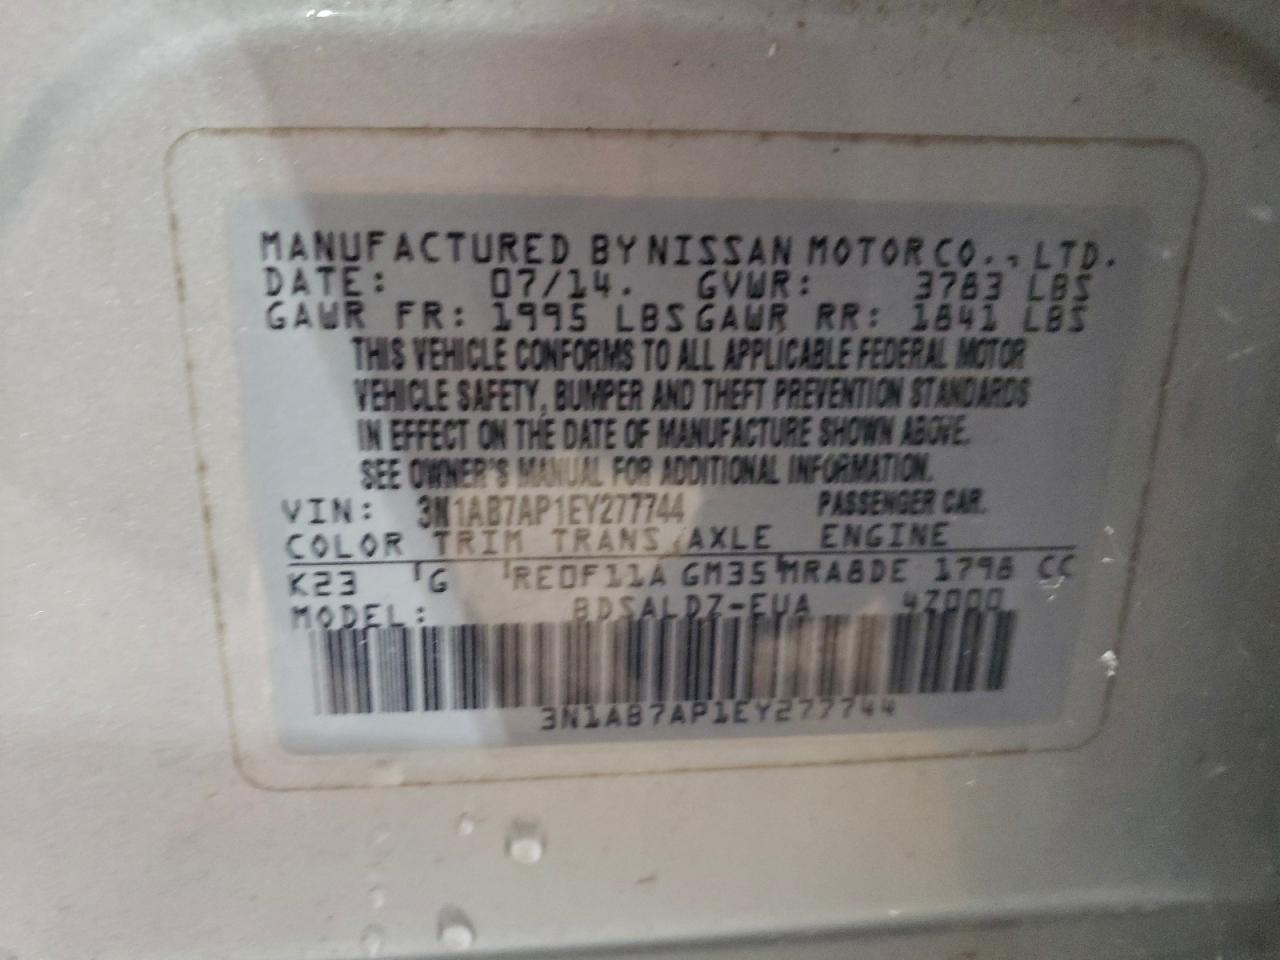 MANUFACTURED BY NISSAN MOTOR CO., LTD.
DATE: 07/14. GVWR: 3783 LBS
GAWR FR: 1995 LBS GAWR RR: 1841 LBS
THIS VEHICLE CONFORMS TO ALL APPLICABLE FEDERAL MOTOR
VEHICLE SAFETY, BUMPER AND THEFT PREVENTION STANDARDS
IN EFFECT ON THE DATE OF MANUFACTURE SHOWN ABOVE.
SEE OWNER'S MANUAL FOR ADDITIONAL INFORMATION.
VIN: 3N1AB7AP1EY277744 PASSENGER CAR.
COLOR TRIM TRANS AXLE ENGINE
K23 G RE0F11A GM35 MRA8DE 1798 CC
MODEL: BDSALDZ-EUA 4Z000
3N1AB7AP1EY277744